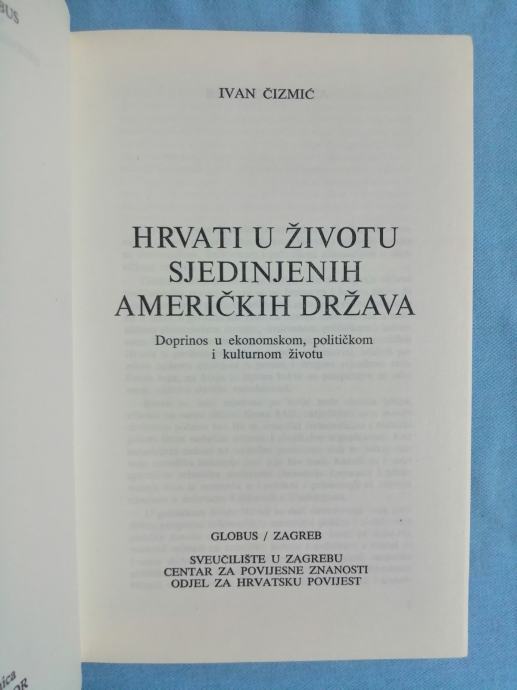 IVAN ČIZMIĆ
HRVATI U ŽIVOTU
SJEDINJENIH
AMERIČKIH DRŽAVA
Doprinos u ekonomskom, političkom
i kulturnom životu
GLOBUS / ZAGREB
SVEUČILIŠTE U ZAGREBU
CENTAR ZA POVIJESNE ZNANOSTI
ODJEL ZA HRVATSKU POVIJEST